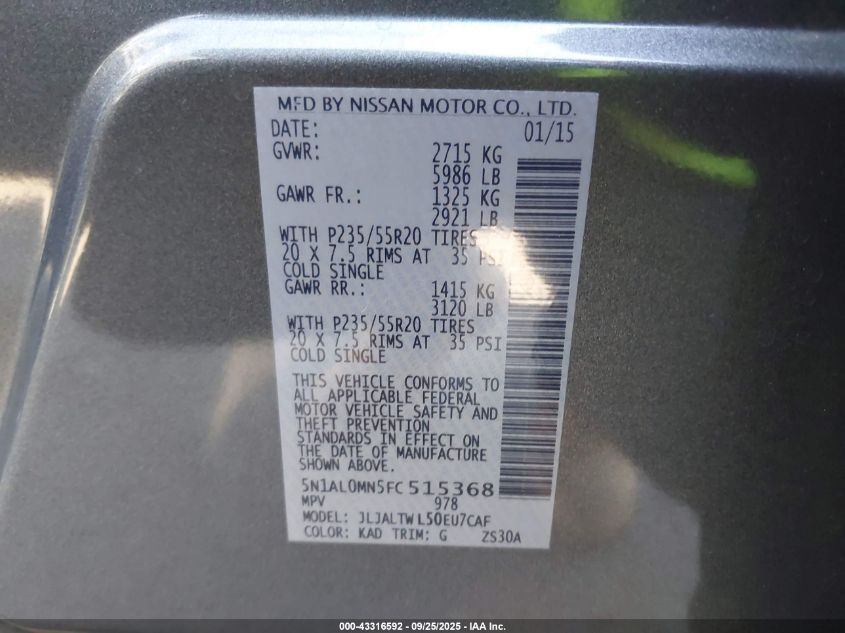 MFD BY NISSAN MOTOR CO., LTD.
DATE: 01/15
GVWR: 2715 KG
5986 LB
GAWR FR.: 1325 KG
2921 LB
WITH P235/55R20 TIRES
20 X 7.5 RIMS AT 35 PSI
COLD SINGLE
GAWR RR.: 1415 KG
3120 LB
WITH P235/55R20 TIRES
20 X 7.5 RIMS AT 35 PSI
COLD SINGLE
THIS VEHICLE CONFORMS TO
ALL APPLICABLE FEDERAL
MOTOR VEHICLE SAFETY AND
THEFT PREVENTION
STANDARDS IN EFFECT ON
THE DATE OF MANUFACTURE
SHOWN ABOVE.
5N1AL0MN5FC515368
MPV 978
MODEL: JLJALTWL50EU7CAF
COLOR: KAD TRIM: G ZS30A
000-43316592 - 09/25/2025 - IAA Inc.